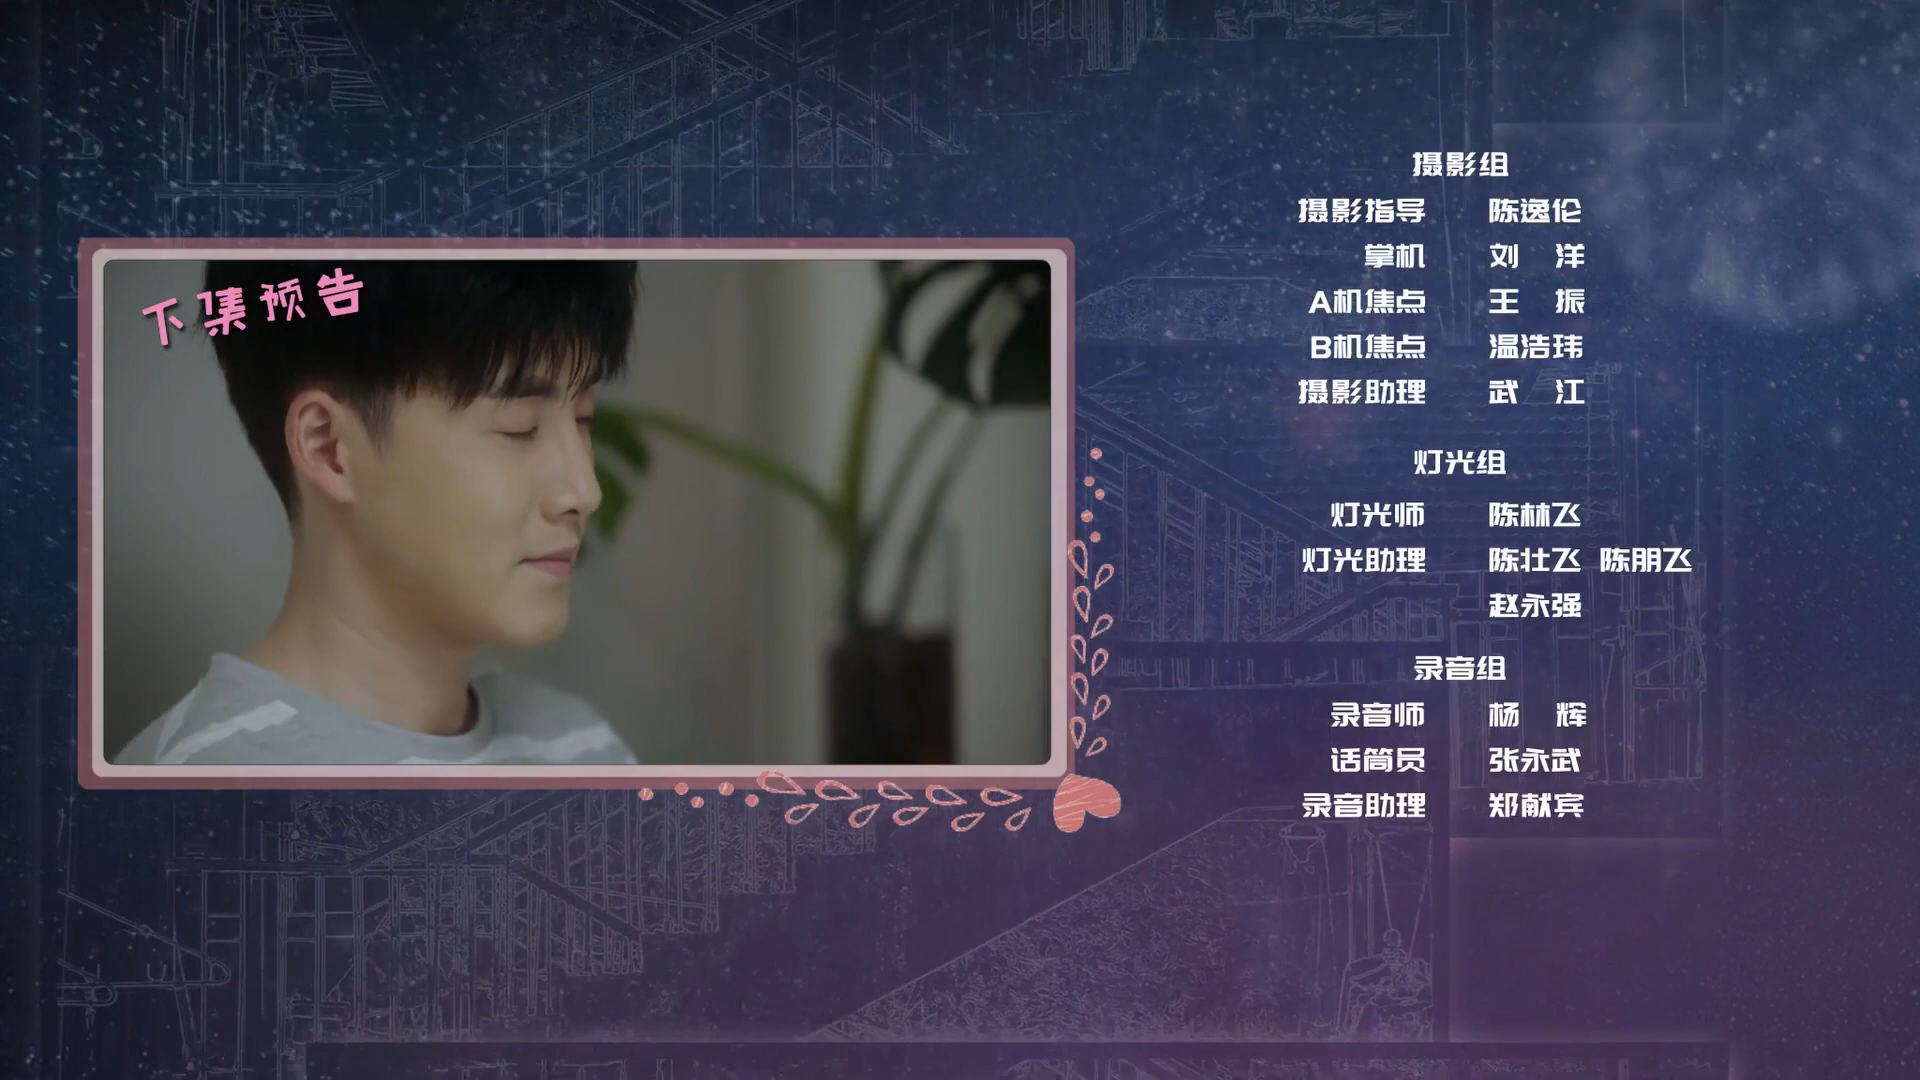 下集预告
摄影组
摄影指导 陈逸伦
掌机 刘 洋
A机焦点 王 振
B机焦点 温浩玮
摄影助理 武 江
灯光组
灯光师 陈林飞
灯光助理 陈壮飞 陈朋飞
赵永强
录音组
录音师 杨 辉
话筒员 张永武
录音助理 郑献宾